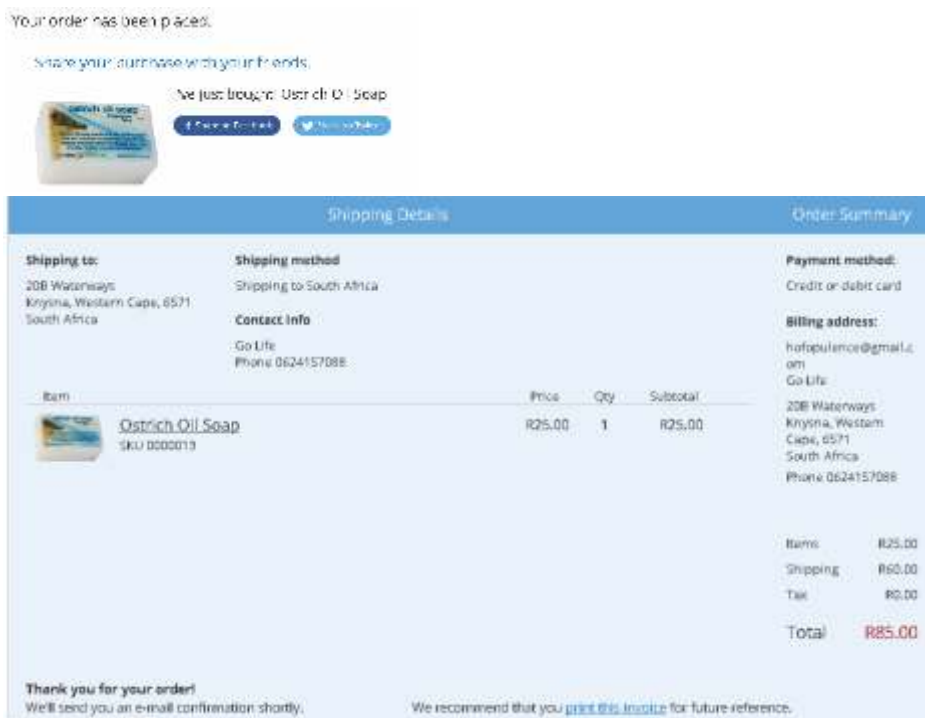 Your order has been placed.
Share your purchase with your friends.
I've just bought: Ostrich Oil Soap
Shipping Details
Order Summary
Shipping to:
20B Waterways
Knysna, Western Cape, 6571
South Africa
Shipping method
Shipping to South Africa
Contact Info
Go Life
Phone 0624157088
Payment method:
Credit or debit card
Billing address:
hofopulence@gmail.c
om
Go Life
20B Waterways
Knysna, Western
Cape, 6571
South Africa
Phone 0624157088
Item Price Qty Subtotal
Ostrich Oil Soap R25.00 1 R25.00
SKU 0000013
Items R25.00
Shipping R60.00
Tax R0.00
Total R85.00
Thank you for your order!
We'll send you an e-mail confirmation shortly.
We recommend that you print this invoice for future reference.